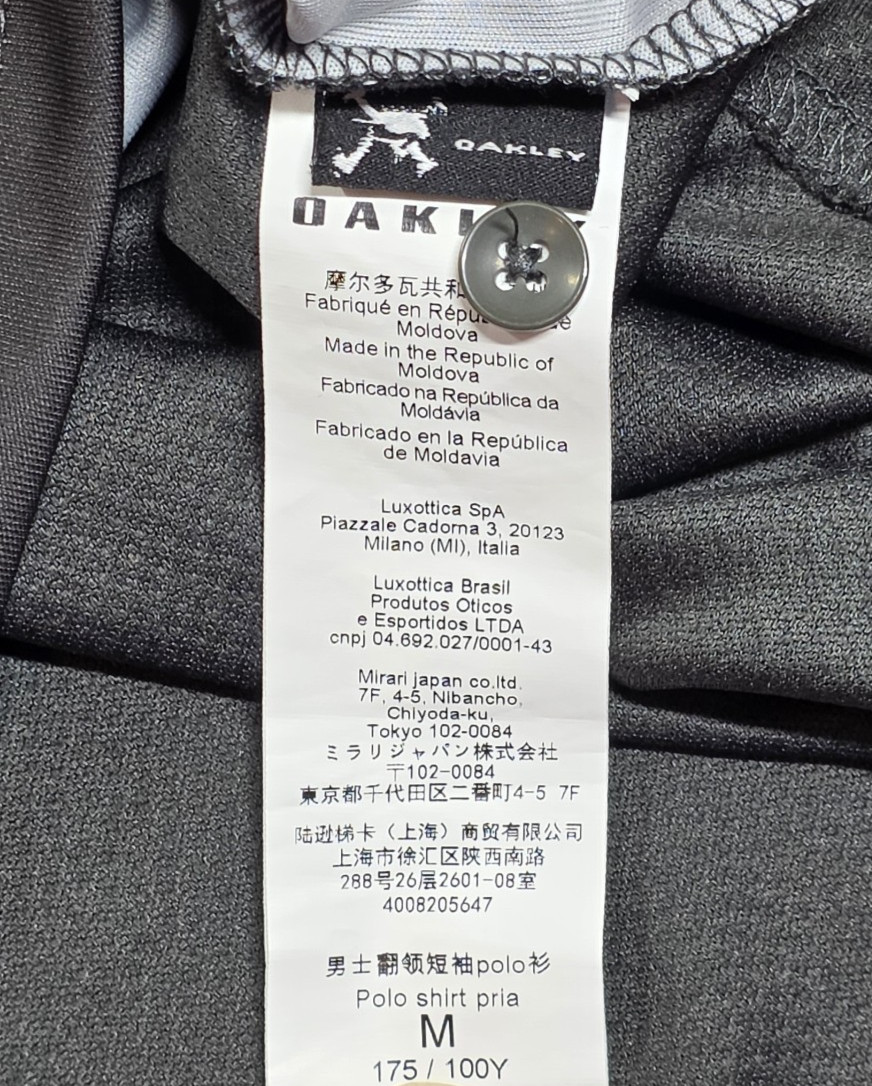 OAKLEY
摩尔多瓦共和
Fabriqué en
Moldova
Made in the Republic of
Moldova
Fabricado na República da
Moldávia
Fabricado en la República
de Moldavia
Luxottica SpA
Piazzale Cadorna 3, 20123
Milano (MI), Italia
Luxottica Brasil
Produtos Oticos
e Esportidos LTDA
cnpj 04.692.027/0001-43
Mirari japan co.ltd.
7F, 4-5, Nibancho,
Chiyoda-ku,
Tokyo 102-0084
ミラリジャパン株式会社
〒102-0084
東京都千代田区二番町4-5 7F
陆逊梯卡（上海）商贸有限公司
上海市徐汇区陕西南路
288号26层2601-08室
4008205647
男士翻领短袖polo衫
Polo shirt pria
M
175 / 100Y